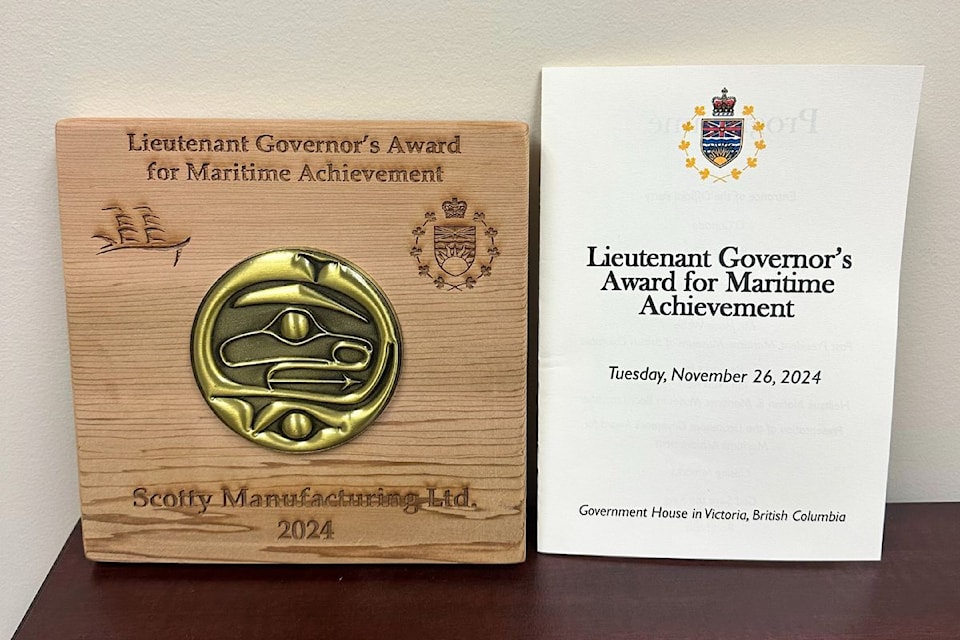 Lieutenant Governor's Award
for Maritime Achievement
Scotty Manufacturing Ltd.
2024
Lieutenant Governor's
Award for Maritime
Achievement
Tuesday, November 26, 2024
Government House in Victoria, British Columbia